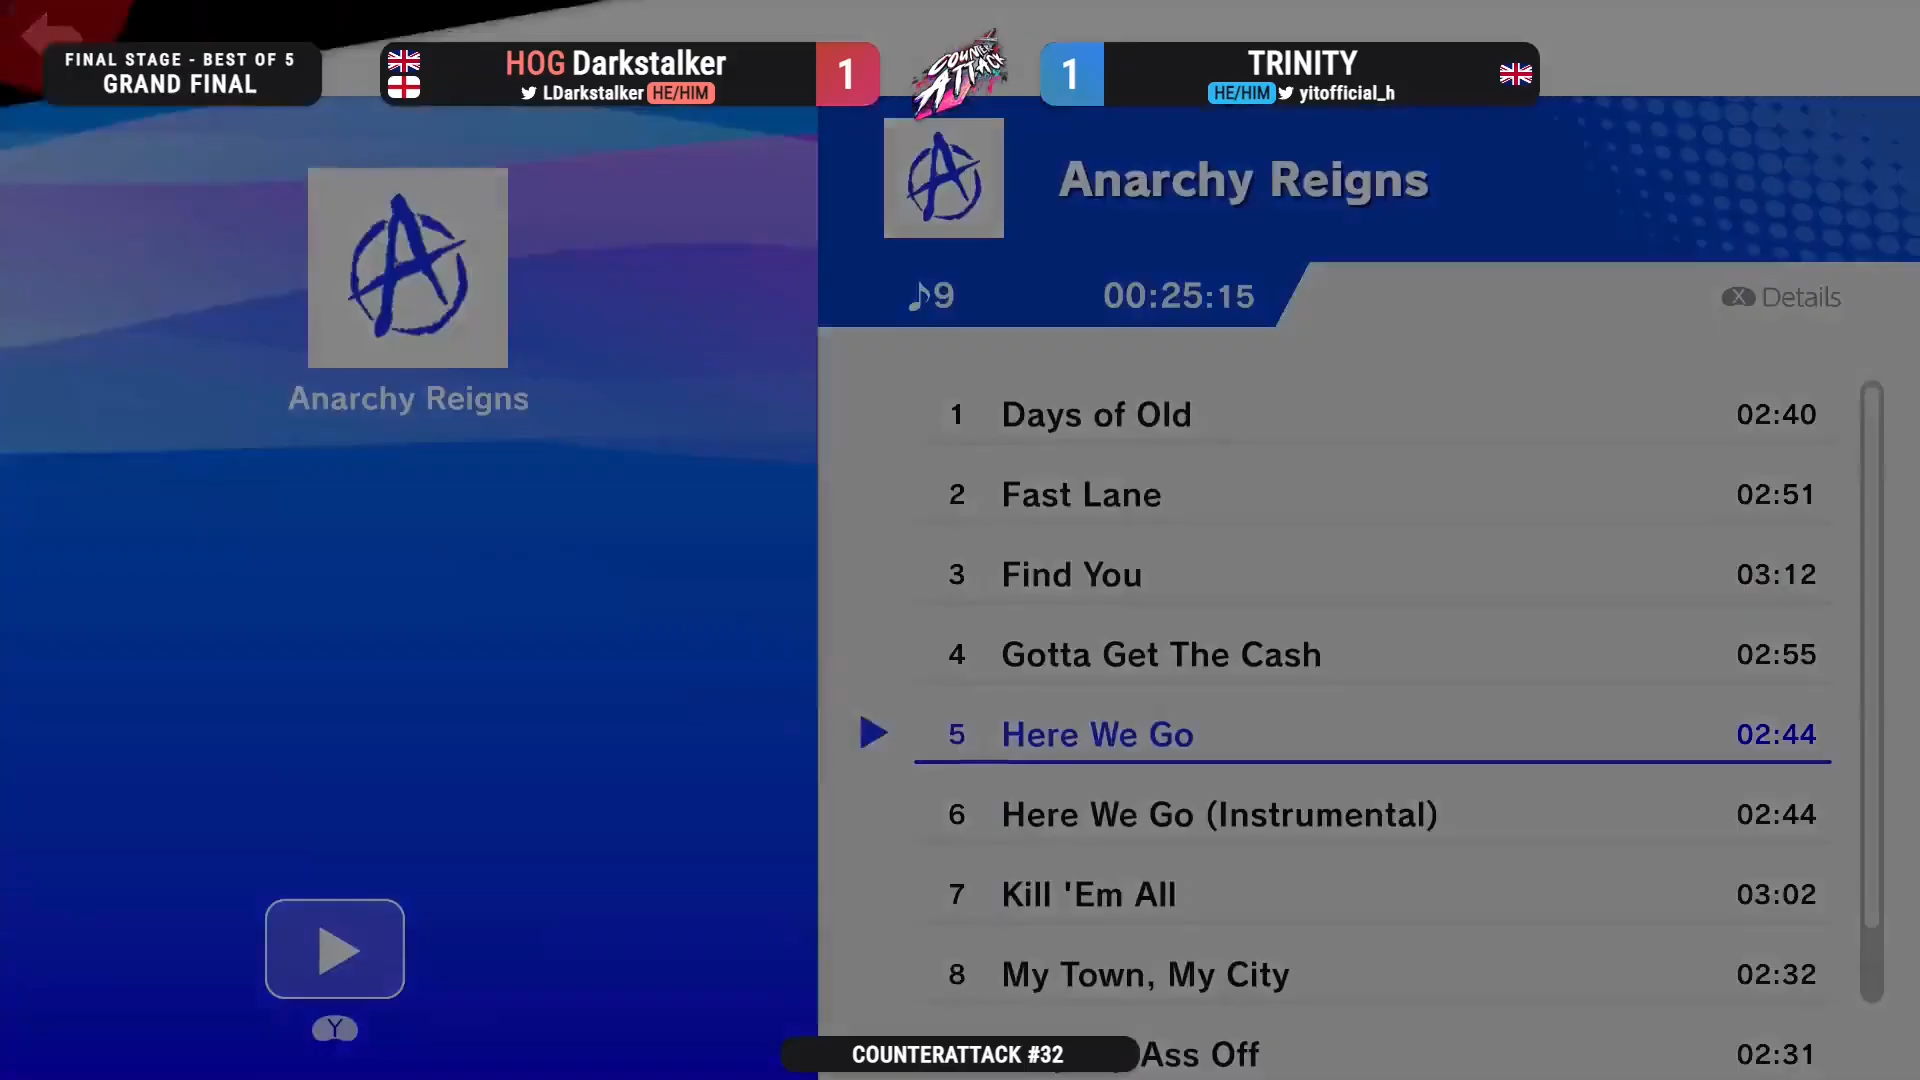 FINAL STAGE - BEST OF 5
GRAND FINAL
HOG Darkstalker
LDarkstalker HE/HIM
1
COUNTER ATTACK
1
TRINITY
HE/HIM yitofficial_h
Anarchy Reigns
Anarchy Reigns
♪9 00:25:15
X Details
1 Days of Old 02:40
2 Fast Lane 02:51
3 Find You 03:12
4 Gotta Get The Cash 02:55
5 Here We Go 02:44
6 Here We Go (Instrumental) 02:44
7 Kill 'Em All 03:02
8 My Town, My City 02:32
Ass Off 02:31
Y
COUNTERATTACK #32